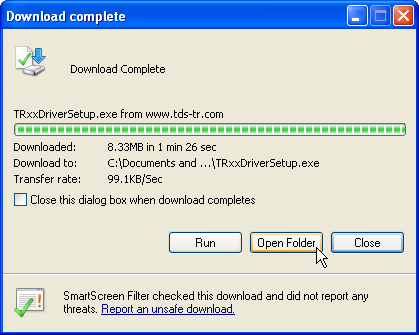 Download complete
Download Complete
TRxxDriverSetup.exe from www.tds-tr.com
Downloaded: 8.33MB in 1 min 26 sec
Download to: C:\Documents and ...\TRxxDriverSetup.exe
Transfer rate: 99.1KB/Sec
Close this dialog box when download completes
Run Open Folder Close
SmartScreen Filter checked this download and did not report any
threats. Report an unsafe download.